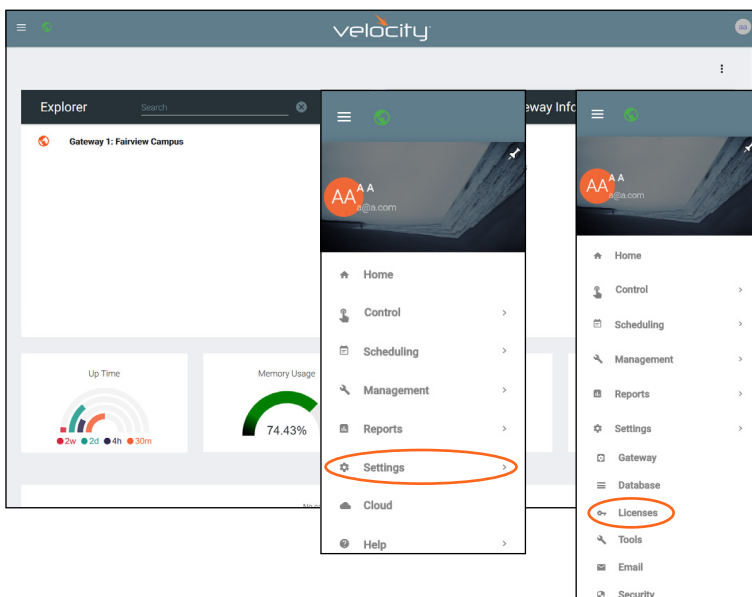 velocity
aa
Explorer
Search
eway Info
Gateway 1: Fairview Campus
Up Time
2w 2d 4h 30m
Memory Usage
74.43%
AA
A A
a@a.com
Home
Control
Scheduling
Management
Reports
Settings
Cloud
Help
AA
A A
a@a.com
Home
Control
Scheduling
Management
Reports
Settings
Gateway
Database
Licenses
Tools
Email
Security